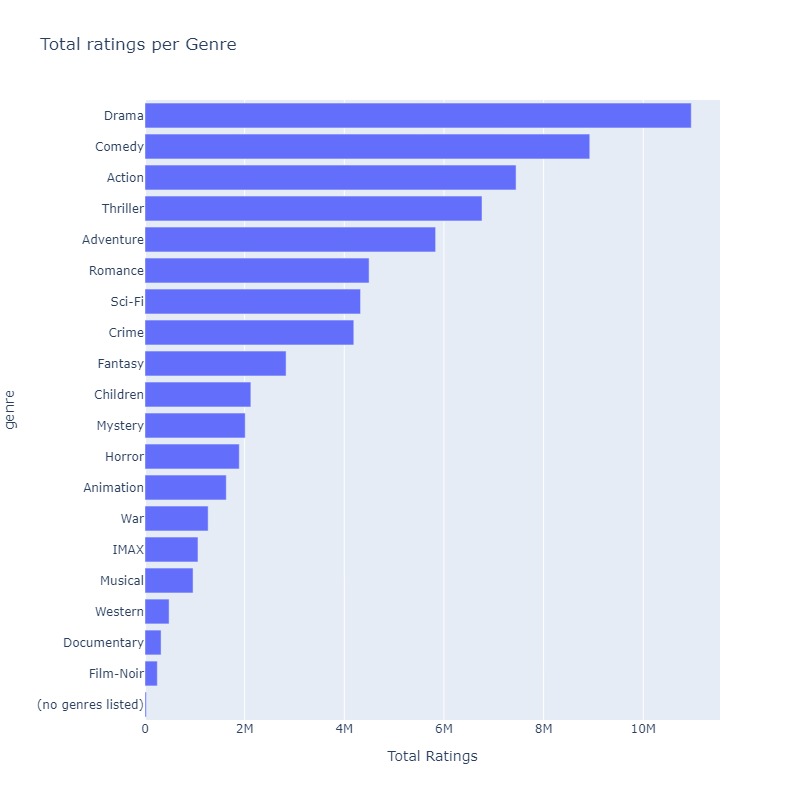 Total ratings per Genre
Drama
Comedy
Action
Thriller
Adventure
Romance
Sci-Fi
Crime
Fantasy
Children
Mystery
Horror
Animation
War
IMAX
Musical
Western
Documentary
Film-Noir
(no genres listed)
genre
0 2M 4M 6M 8M 10M
Total Ratings